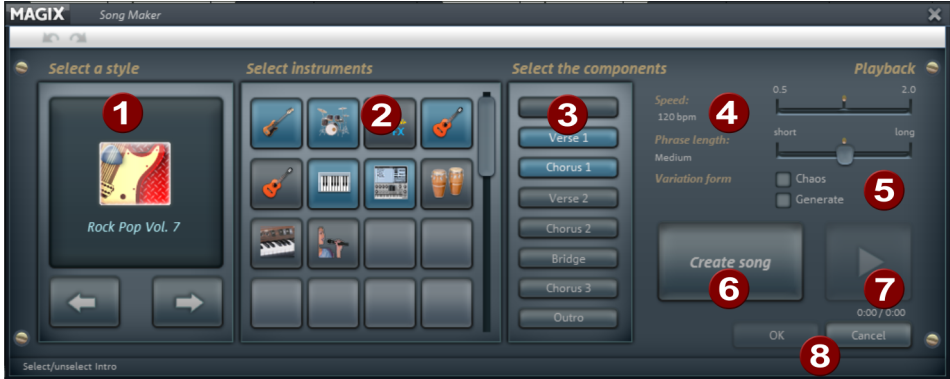 MAGIX Song Maker
Select a style
Select instruments
Select the components
Playback
1
2
FX
3
4
5
6
7
8
Rock Pop Vol. 7
Verse 1
Chorus 1
Verse 2
Chorus 2
Bridge
Chorus 3
Outro
Speed:
120 bpm
0.5 2.0
Phrase length:
Medium
short long
Variation form
Chaos
Generate
Create song
0:00 / 0:00
OK
Cancel
Select/unselect Intro